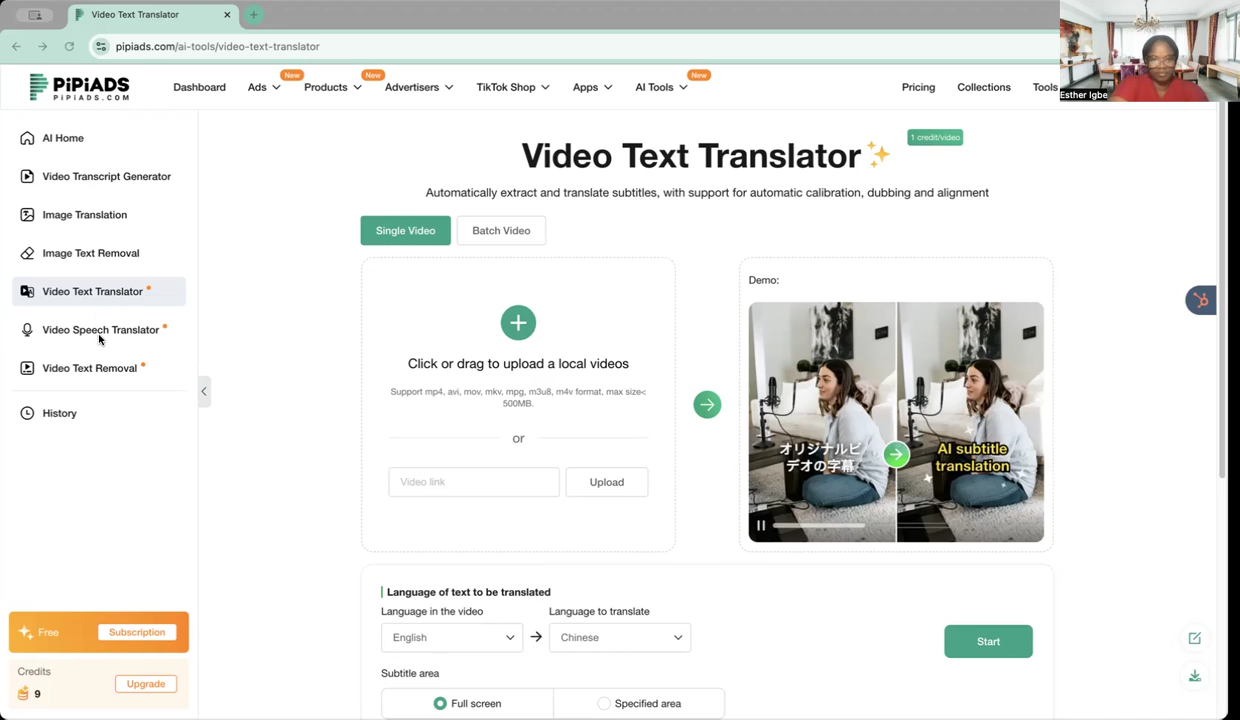 Video Text Translator
pipiads.com/ai-tools/video-text-translator
Esther Igbe
PiPiADS
PIPIADS.COM
Dashboard
Ads
New
Products
New
Advertisers
TikTok Shop
Apps
AI Tools
New
Pricing
Collections
Tools
AI Home
Video Transcript Generator
Image Translation
Image Text Removal
Video Text Translator
Video Speech Translator
Video Text Removal
History
Free
Subscription
Credits
9
Upgrade
Video Text Translator
1 credit/video
Automatically extract and translate subtitles, with support for automatic calibration, dubbing and alignment
Single Video
Batch Video
Click or drag to upload a local videos
Support mp4, avi, mov, mkv, mpg, m3u8, m4v format, max size<
500MB.
or
Video link
Upload
Demo:
オリジナルビ
デオの字幕
AI subtitle
translation
Language of text to be translated
Language in the video
Language to translate
English
Chinese
Start
Subtitle area
Full screen
Specified area